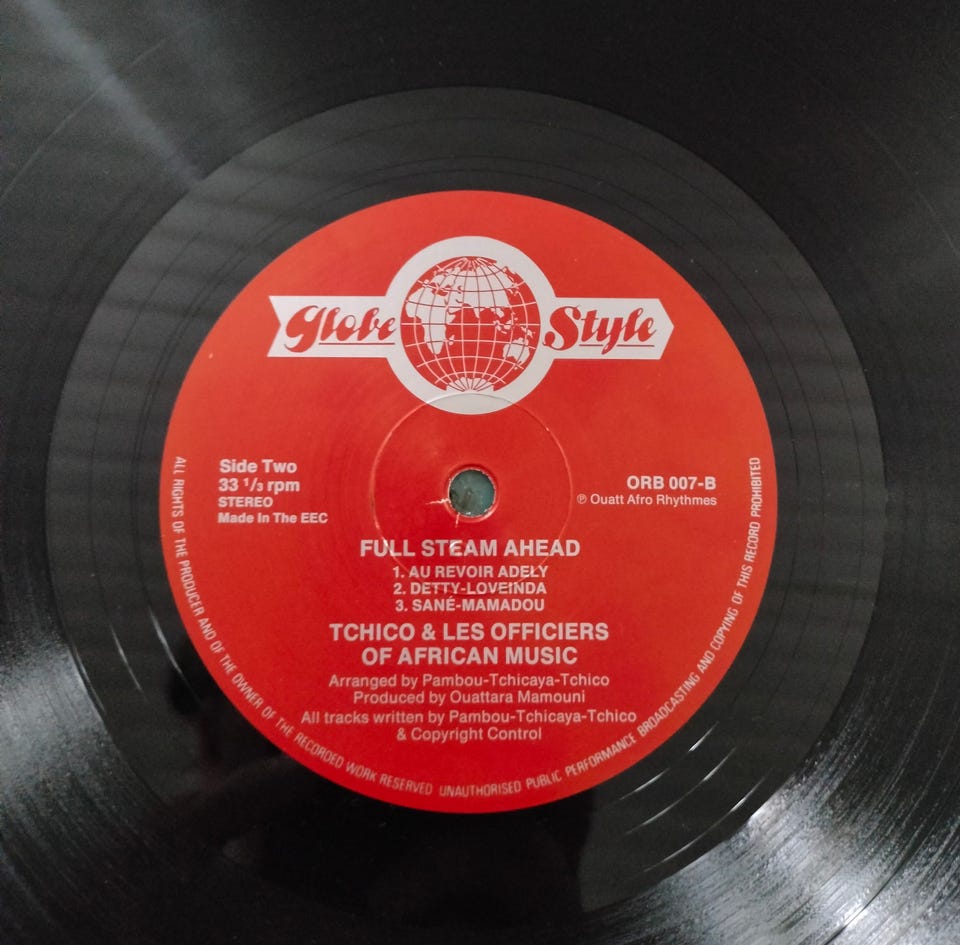 Globe Style
Side Two
33 1/3 rpm
STEREO
Made In The EEC
ORB 007-B
℗ Ouatt Afro Rhythmes
FULL STEAM AHEAD
1. AU REVOIR ADELY
2. DETTY-LOVEINDA
3. SANÉ-MAMADOU
TCHICO & LES OFFICIERS
OF AFRICAN MUSIC
Arranged by Pambou-Tchicaya-Tchico
Produced by Ouattara Mamouni
All tracks written by Pambou-Tchicaya-Tchico
& Copyright Control
ALL RIGHTS OF THE PRODUCER AND OF THE OWNER OF THE RECORDED WORK RESERVED UNAUTHORISED PUBLIC PERFORMANCE BROADCASTING AND COPYING OF THIS RECORD PROHIBITED